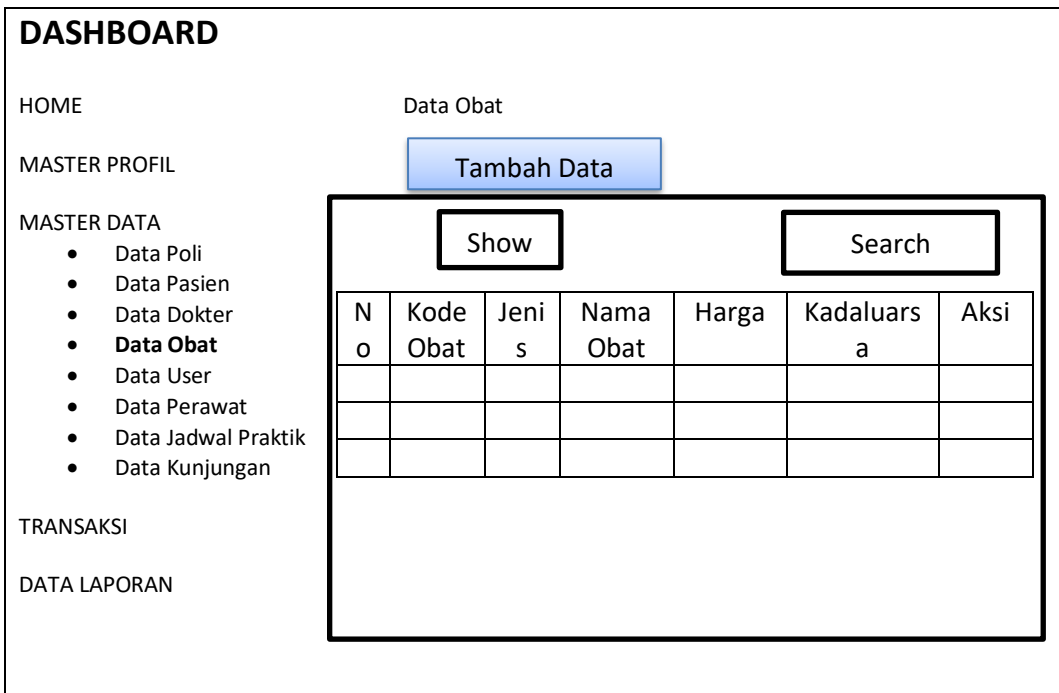 DASHBOARD
HOME
MASTER PROFIL
MASTER DATA
• Data Poli
• Data Pasien
• Data Dokter
• Data Obat
• Data User
• Data Perawat
• Data Jadwal Praktik
• Data Kunjungan
TRANSAKSI
DATA LAPORAN
Data Obat
Tambah Data
Show
Search
N
o
Kode
Obat
Jeni
s
Nama
Obat
Harga
Kadaluars
a
Aksi